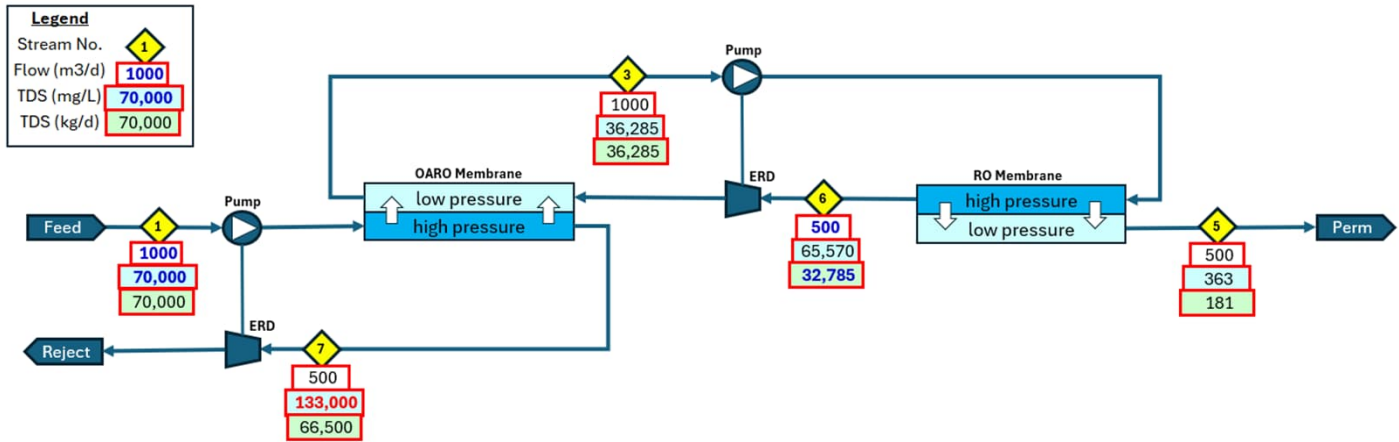 Legend
Stream No. 1
Flow (m3/d) 1000
TDS (mg/L) 70,000
TDS (kg/d) 70,000
Pump
3
1000
36,285
36,285
OARO Membrane
low pressure
high pressure
ERD
6
500
65,570
32,785
RO Membrane
high pressure
low pressure
5
500
363
181
Perm
Feed
1
1000
70,000
70,000
Pump
ERD
Reject
7
500
133,000
66,500